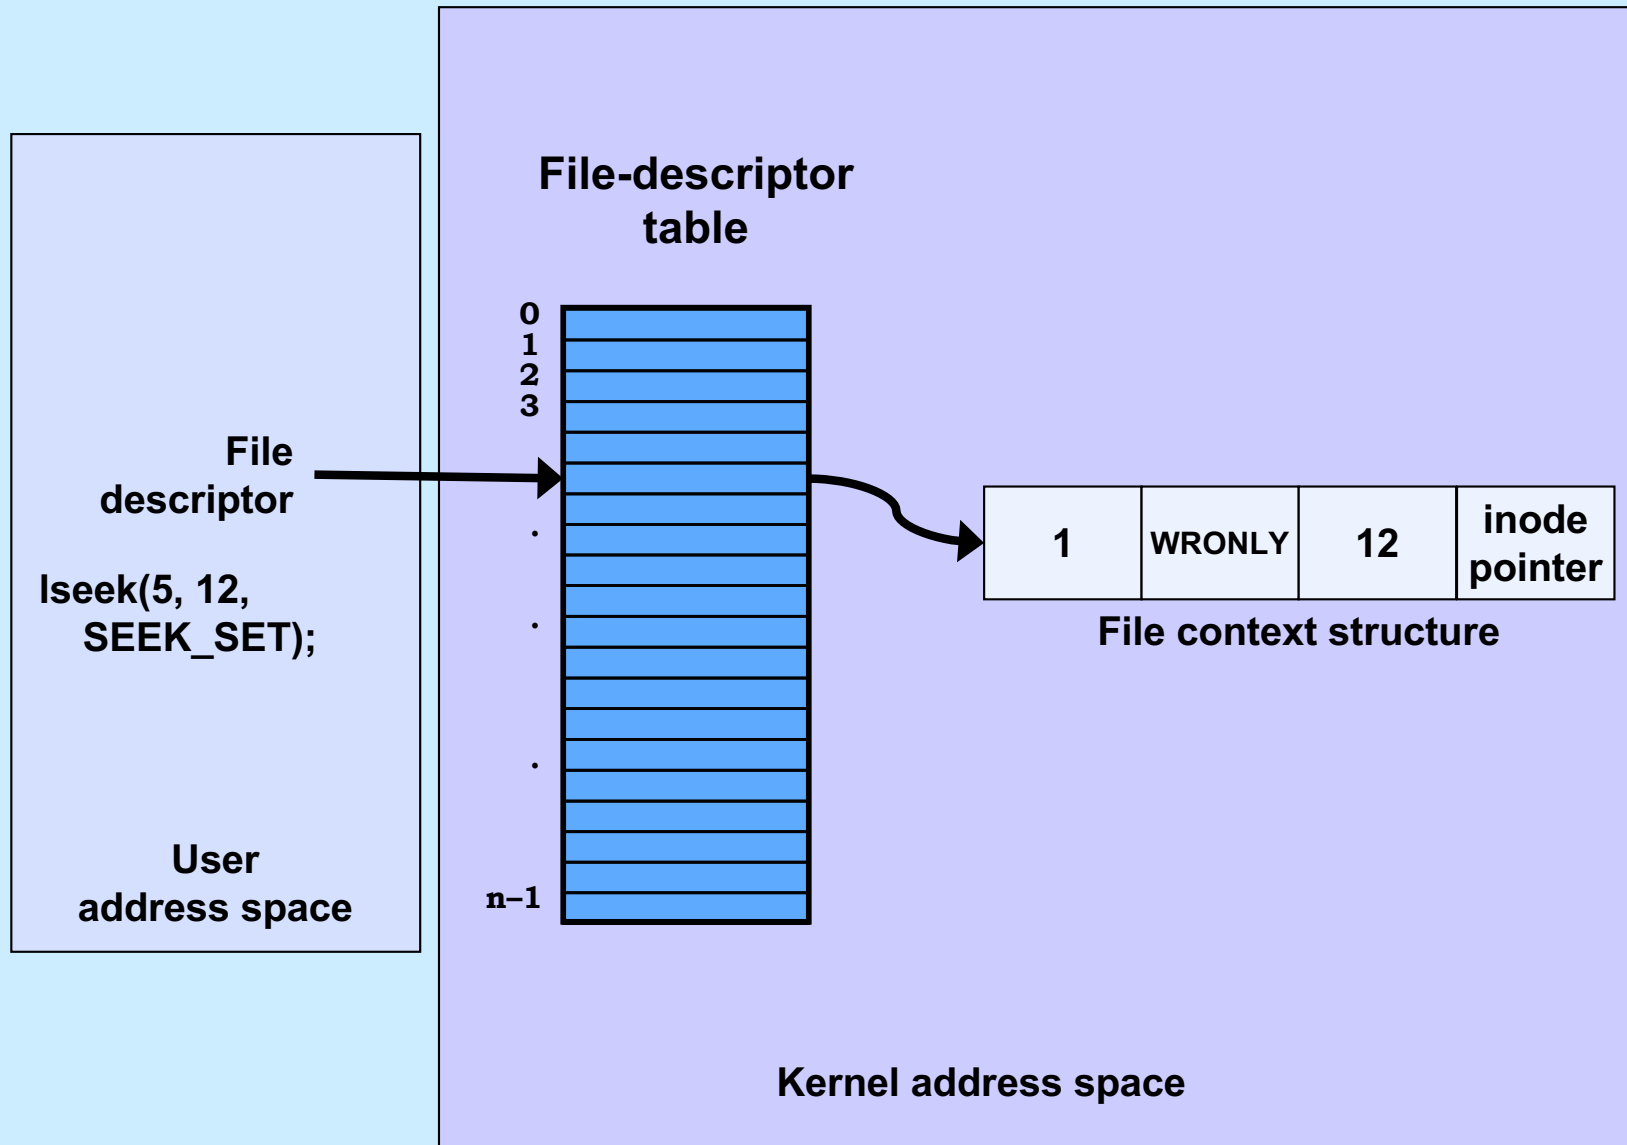 File-descriptor
table
0
1
2
3
.
.
.
n–1
File
descriptor
lseek(5, 12,
SEEK_SET);
User
address space
1
WRONLY
12
inode
pointer
File context structure
Kernel address space